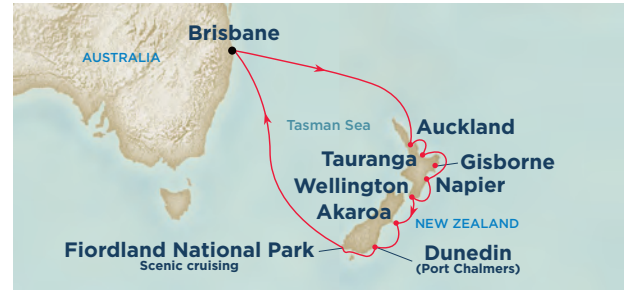 Brisbane
AUSTRALIA
Tasman Sea
Auckland
Tauranga
Gisborne
Wellington
Napier
Akaroa
NEW ZEALAND
Fiordland National Park
Scenic cruising
Dunedin
(Port Chalmers)